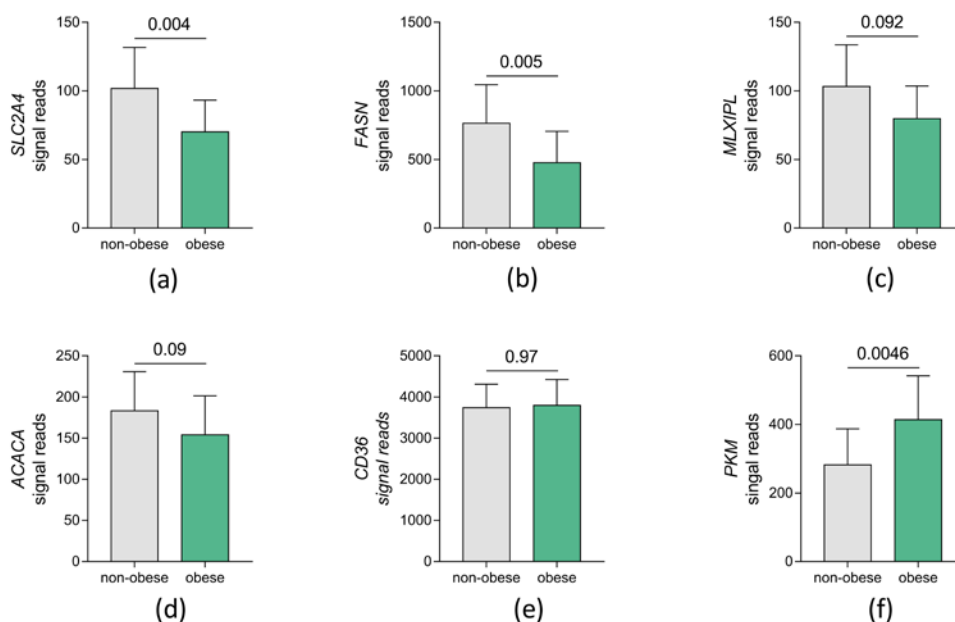 150
100
50
0
SLC2A4
signal reads
0.004
non-obese obese
(a)
1500
1000
500
0
FASN
signal reads
0.005
non-obese obese
(b)
150
100
50
0
MLXIPL
signal reads
0.092
non-obese obese
(c)
250
200
150
100
50
0
ACACA
signal reads
0.09
non-obese obese
(d)
5000
4000
3000
2000
1000
0
CD36
signal reads
0.97
non-obese obese
(e)
600
400
200
0
PKM
singal reads
0.0046
non-obese obese
(f)